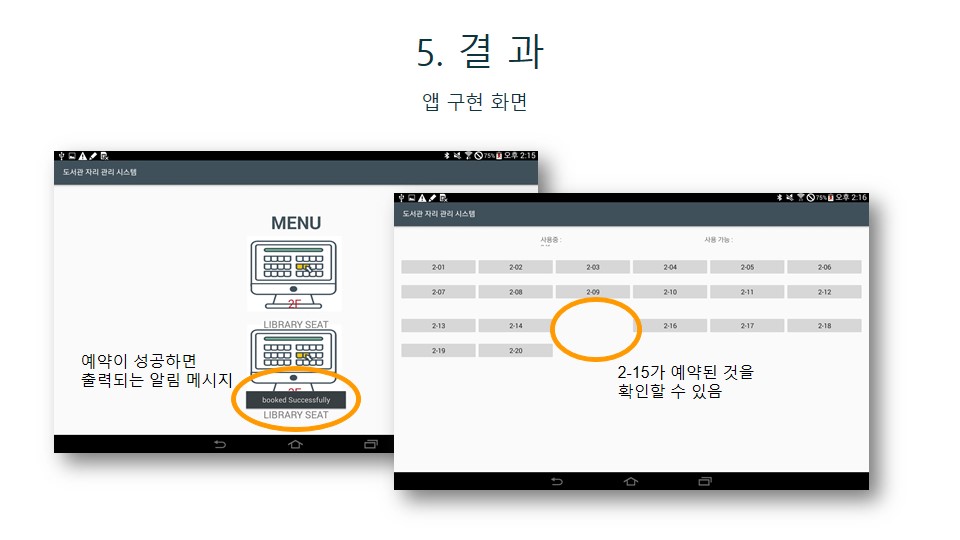 5. 결 과
앱 구현 화면
오후 2:15
75%
도서관 자리 관리 시스템
MENU
2F
LIBRARY SEAT
예약이 성공하면
출력되는 알림 메시지
booked Successfully
LIBRARY SEAT
75% 오후 2:16
도서관 자리 관리 시스템
사용중 : 사용 가능 :
2-01 2-02 2-03 2-04 2-05 2-06
2-07 2-08 2-09 2-10 2-11 2-12
2-13 2-14 2-16 2-17 2-18
2-19 2-20
2-15가 예약된 것을
확인할 수 있음